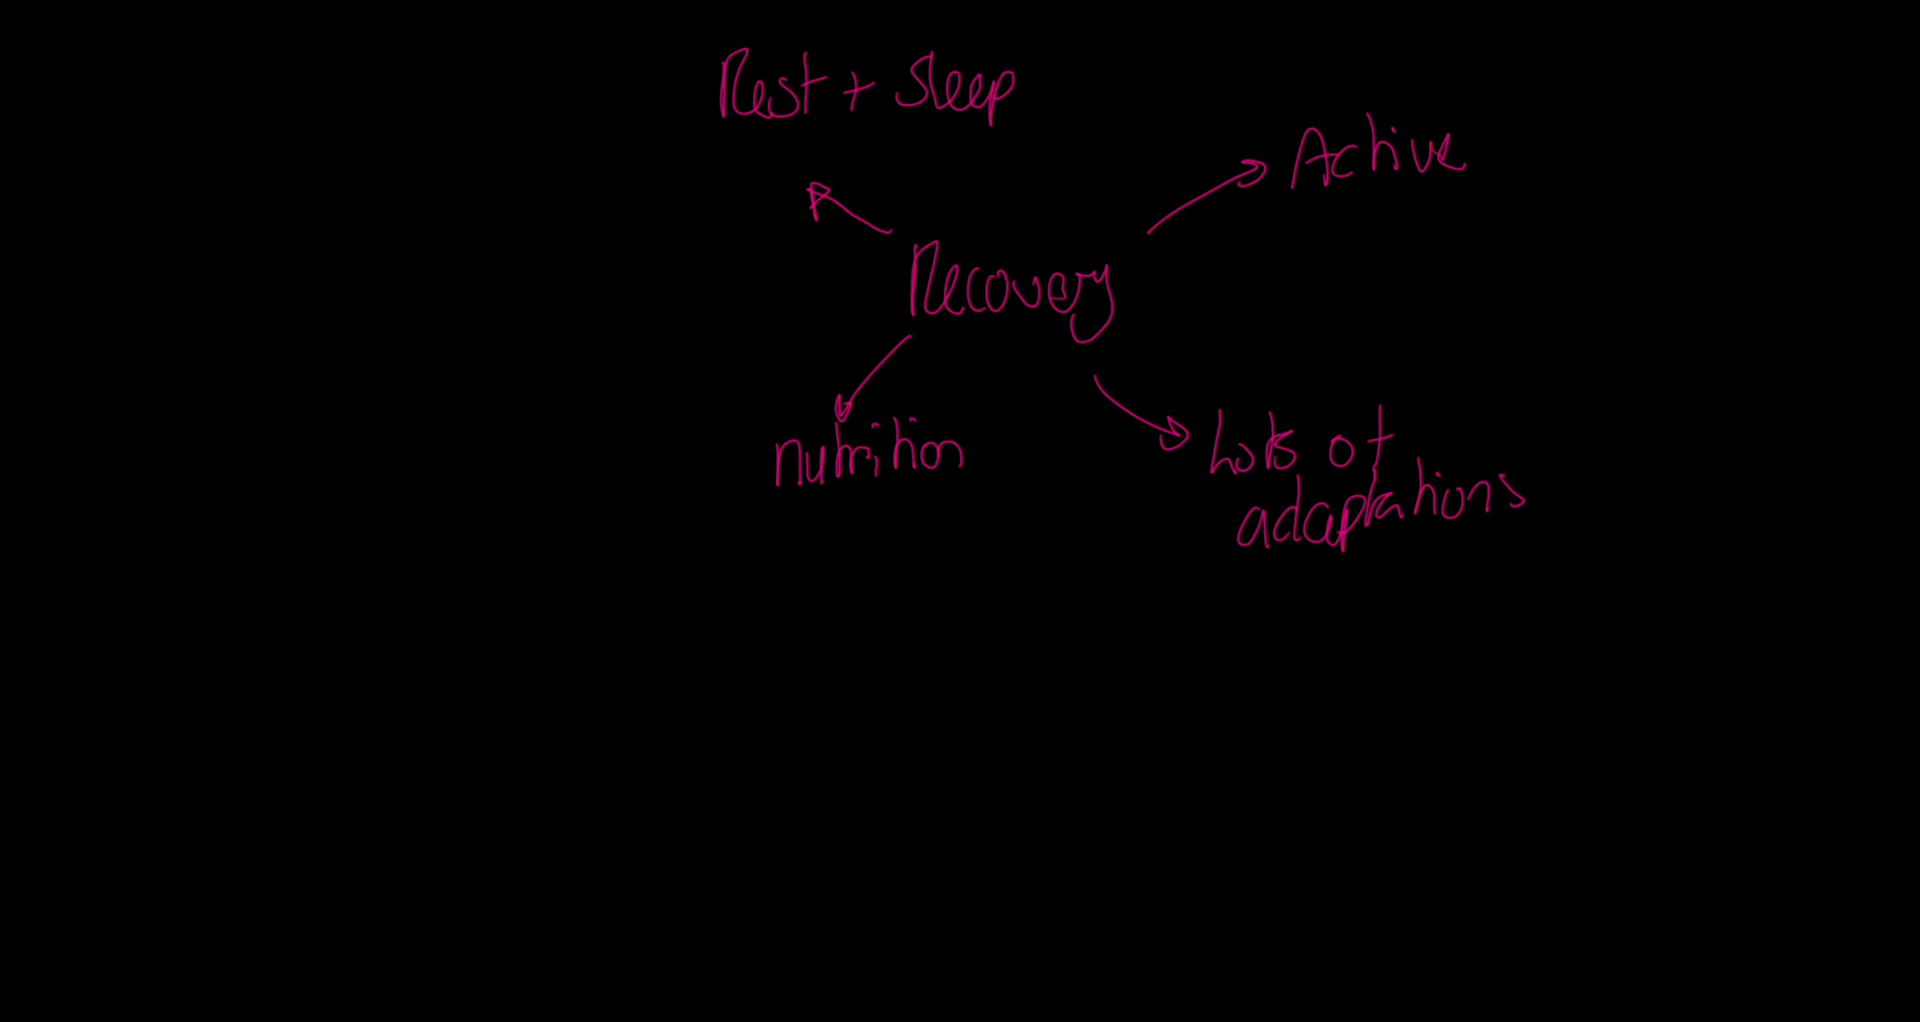 Rest + Sleep
Active
Recovery
nutrition
Lots of
adaptations